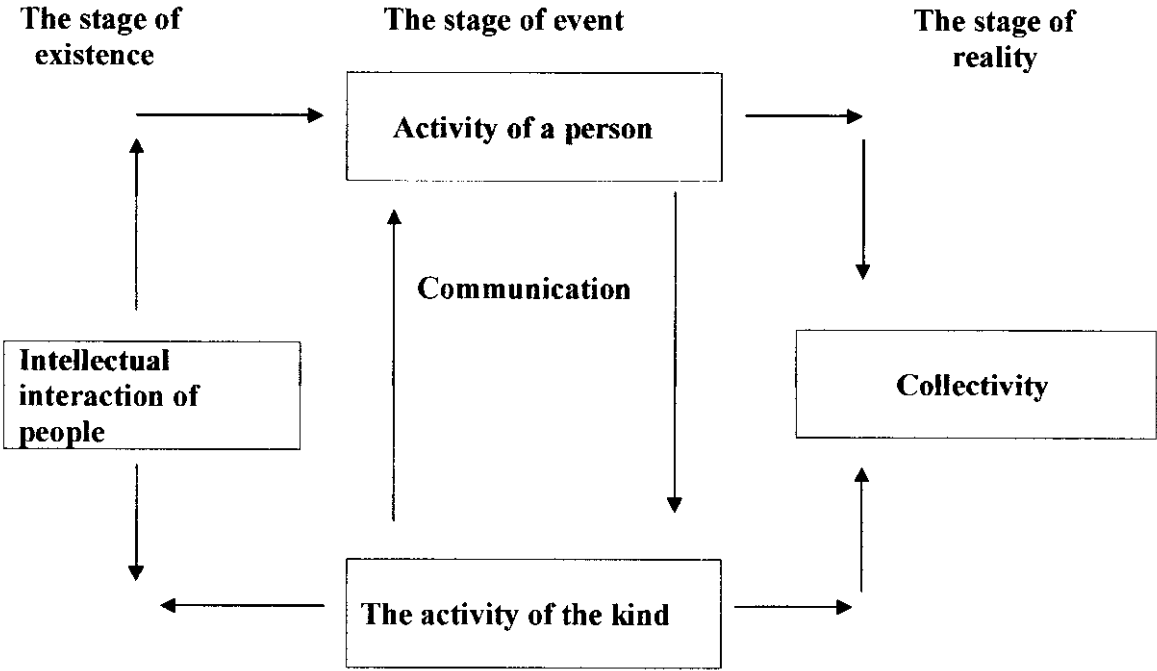 The stage of
existence
The stage of event
The stage of
reality
Activity of a person
Communication
Intellectual
interaction of
people
Collectivity
The activity of the kind